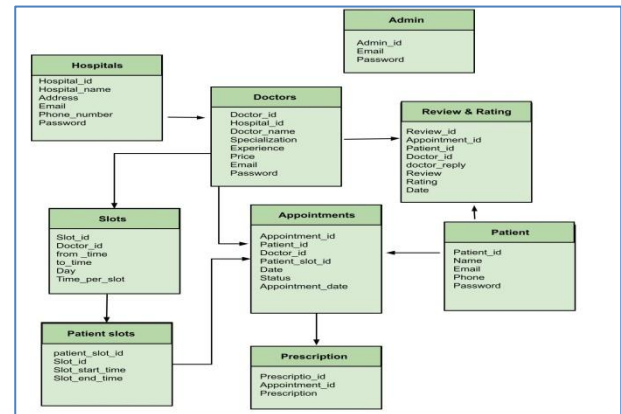 Admin
Admin_id
Email
Password
Hospitals
Hospital_id
Hospital_name
Address
Email
Phone_number
Password
Doctors
Doctor_id
Hospital_id
Doctor_name
Specialization
Experience
Price
Email
Password
Review & Rating
Review_id
Appointment_id
Patient_id
Doctor_id
doctor_reply
Review
Rating
Date
Slots
Slot_id
Doctor_id
from _time
to_time
Day
Time_per_slot
Appointments
Appointment_id
Patient_id
Doctor_id
Patient_slot_id
Date
Status
Appointment_date
Patient
Patient_id
Name
Email
Phone
Password
Patient slots
patient_slot_id
Slot_id
Slot_start_time
Slot_end_time
Prescription
Prescriptio_id
Appointment_id
Prescription